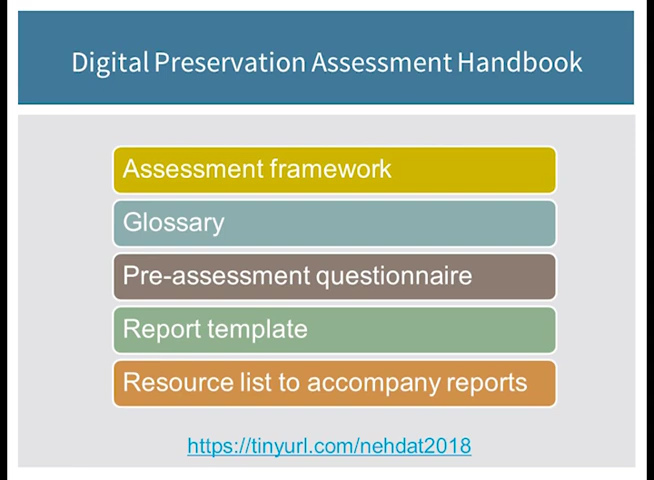 Digital Preservation Assessment Handbook
Assessment framework
Glossary
Pre-assessment questionnaire
Report template
Resource list to accompany reports
https://tinyurl.com/nehdat2018